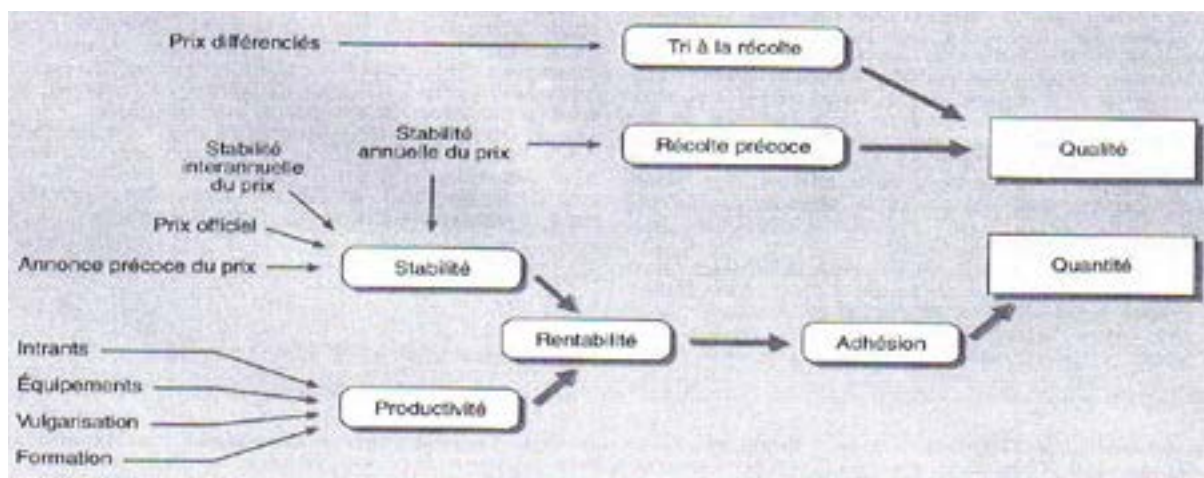 Prix différenciés
Tri à la récolte
Stabilité
annuelle du prix
Récolte précoce
Qualité
Stabilité
interannuelle
du prix
Prix officiel
Annonce précoce du prix
Stabilité
Quantité
Rentabilité
Adhésion
Intrants
Équipements
Vulgarisation
Formation
Productivité